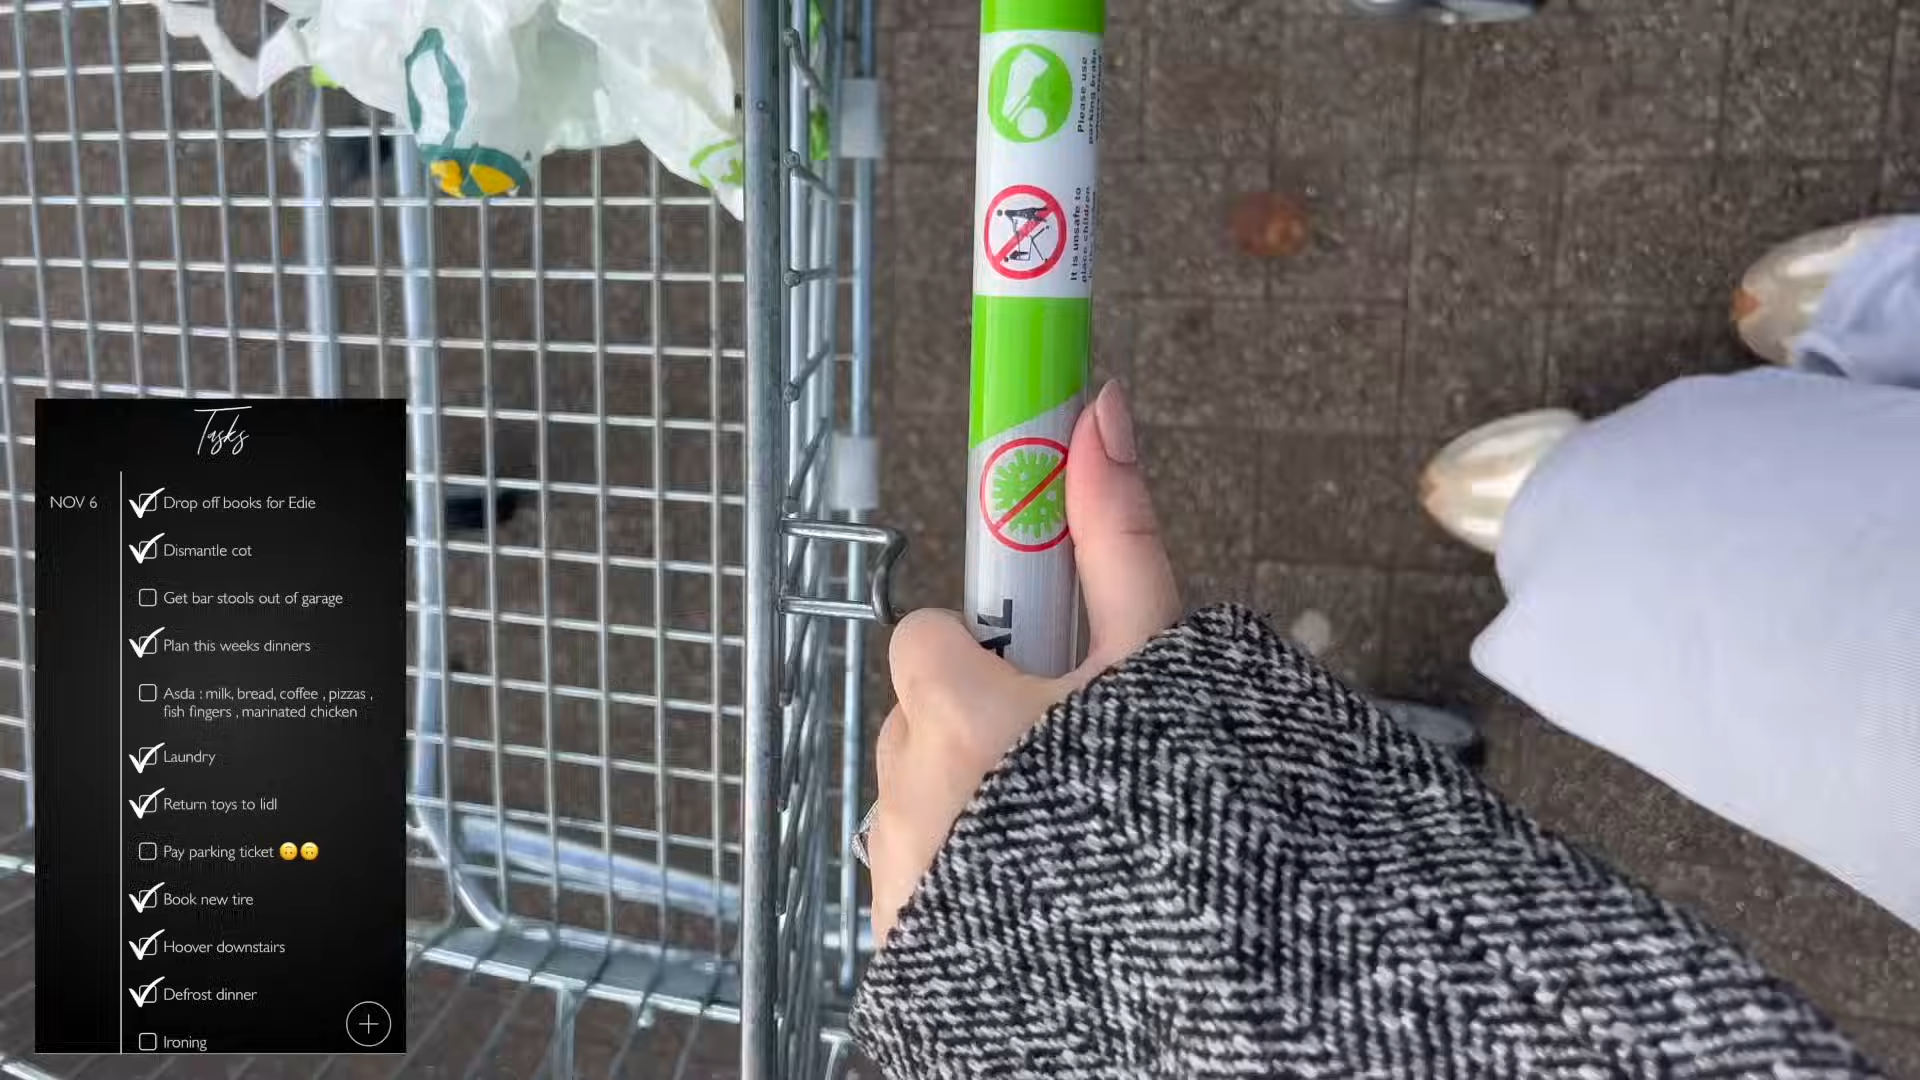 Tasks
NOV 6
Drop off books for Edie
Dismantle cot
Get bar stools out of garage
Plan this weeks dinners
Asda : milk, bread, coffee , pizzas ,
fish fingers , marinated chicken
Laundry
Return toys to lidl
Pay parking ticket 🙃🙃
Book new tire
Hoover downstairs
Defrost dinner
Ironing
Please use
parking brake
It is unsafe to
place children